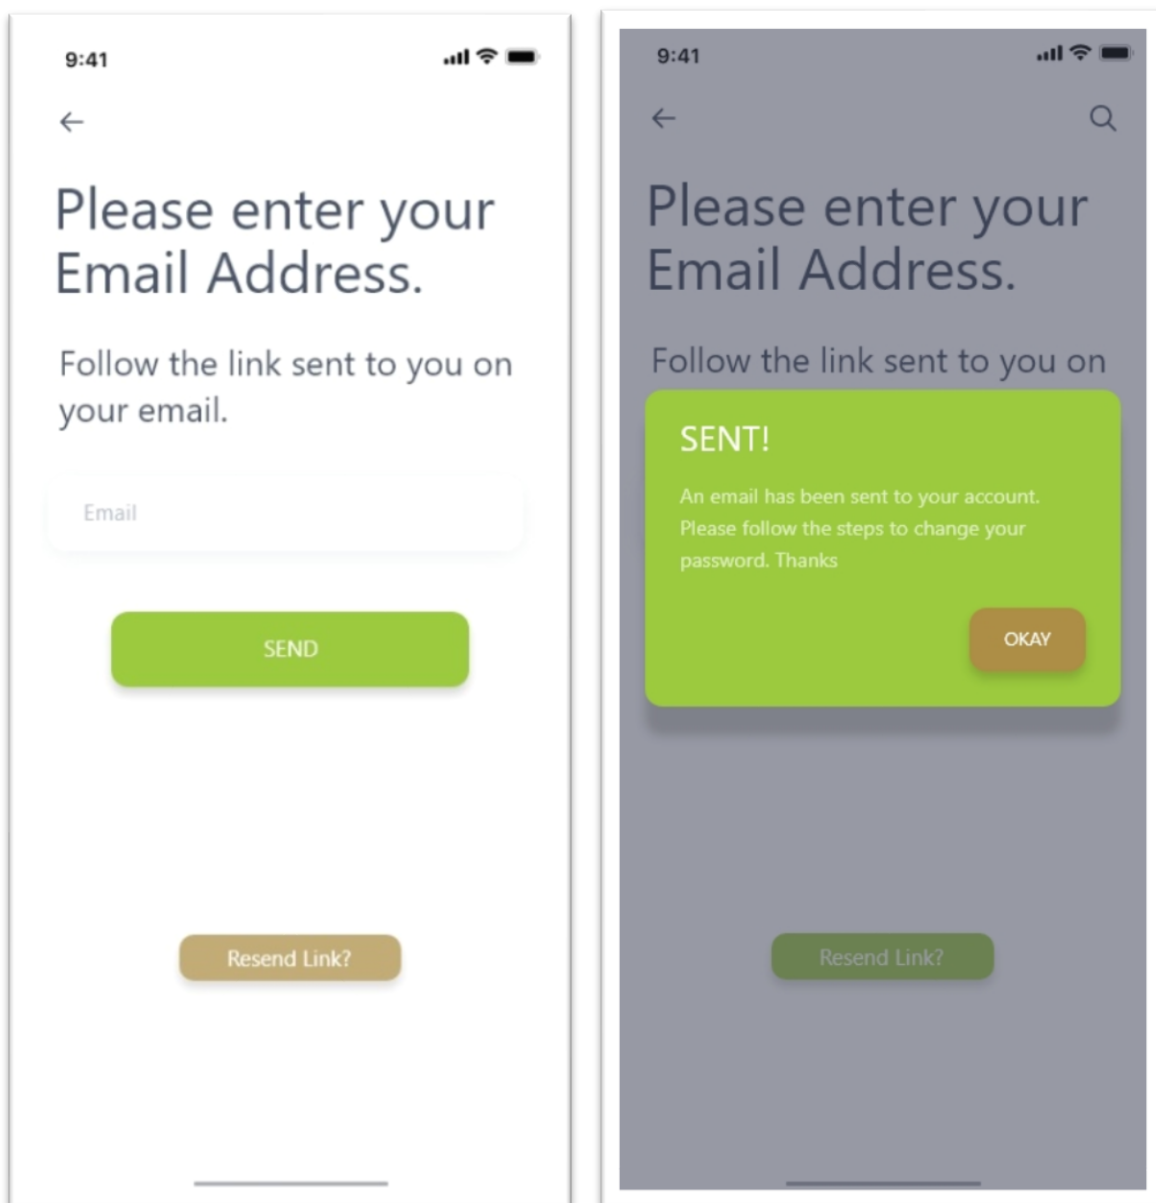 9:41
Please enter your
Email Address.
Follow the link sent to you on
your email.
Email
SEND
Resend Link?
9:41
Please enter your
Email Address.
Follow the link sent to you on
SENT!
An email has been sent to your account.
Please follow the steps to change your
password. Thanks
OKAY
Resend Link?